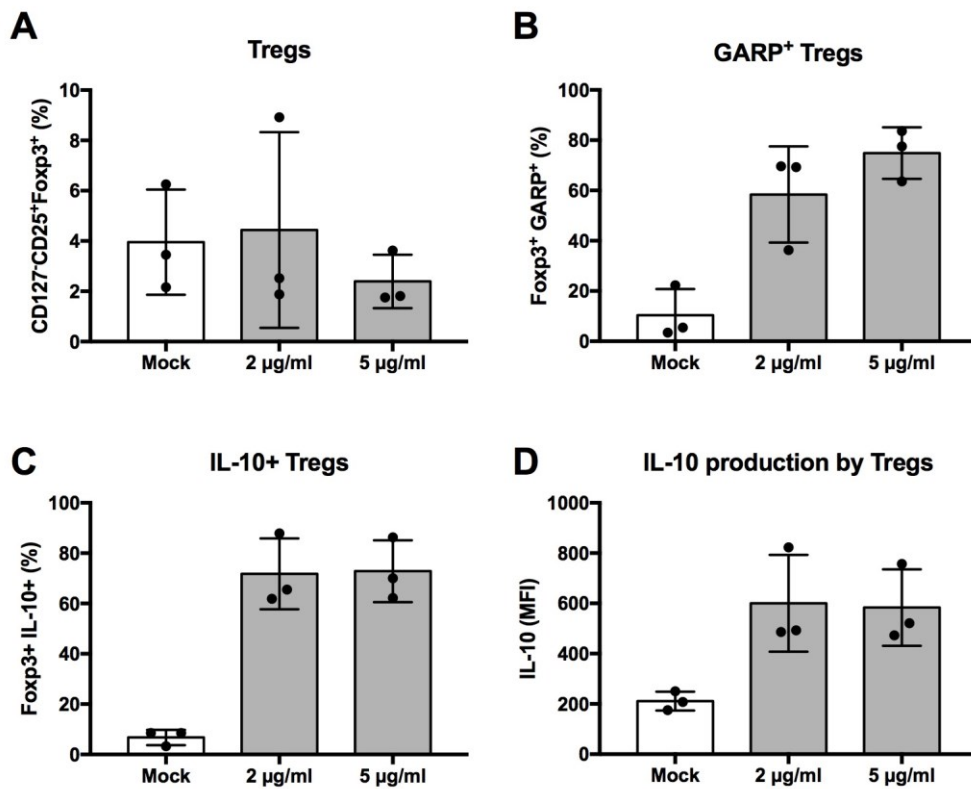 A
Tregs
CD127⁻CD25⁺Foxp3⁺ (%)
10
8
6
4
2
0
Mock
2 µg/ml
5 µg/ml
B
GARP⁺ Tregs
Foxp3⁺ GARP⁺ (%)
100
80
60
40
20
0
Mock
2 µg/ml
5 µg/ml
C
IL-10+ Tregs
Foxp3+ IL-10+ (%)
100
80
60
40
20
0
Mock
2 µg/ml
5 µg/ml
D
IL-10 production by Tregs
IL-10 (MFI)
1000
800
600
400
200
0
Mock
2 µg/ml
5 µg/ml